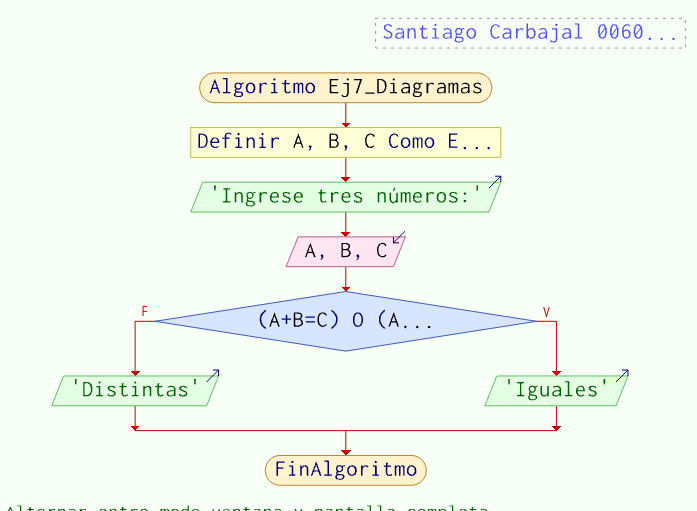 Santiago Carbajal 0060...
Algoritmo Ej7_Diagramas
Definir A, B, C Como E...
'Ingrese tres números:'
A, B, C
(A+B=C) O (A...
F
V
'Distintas'
'Iguales'
FinAlgoritmo
Alternar entre modo ventana y pantalla completa